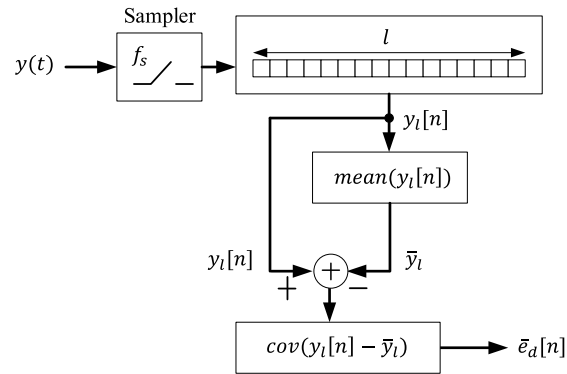 Sampler
y(t)
f_s
l
y_l[n]
mean(y_l[n])
y_l[n]
ȳ_l
+
+
−
cov(y_l[n] − ȳ_l)
ē_d[n]